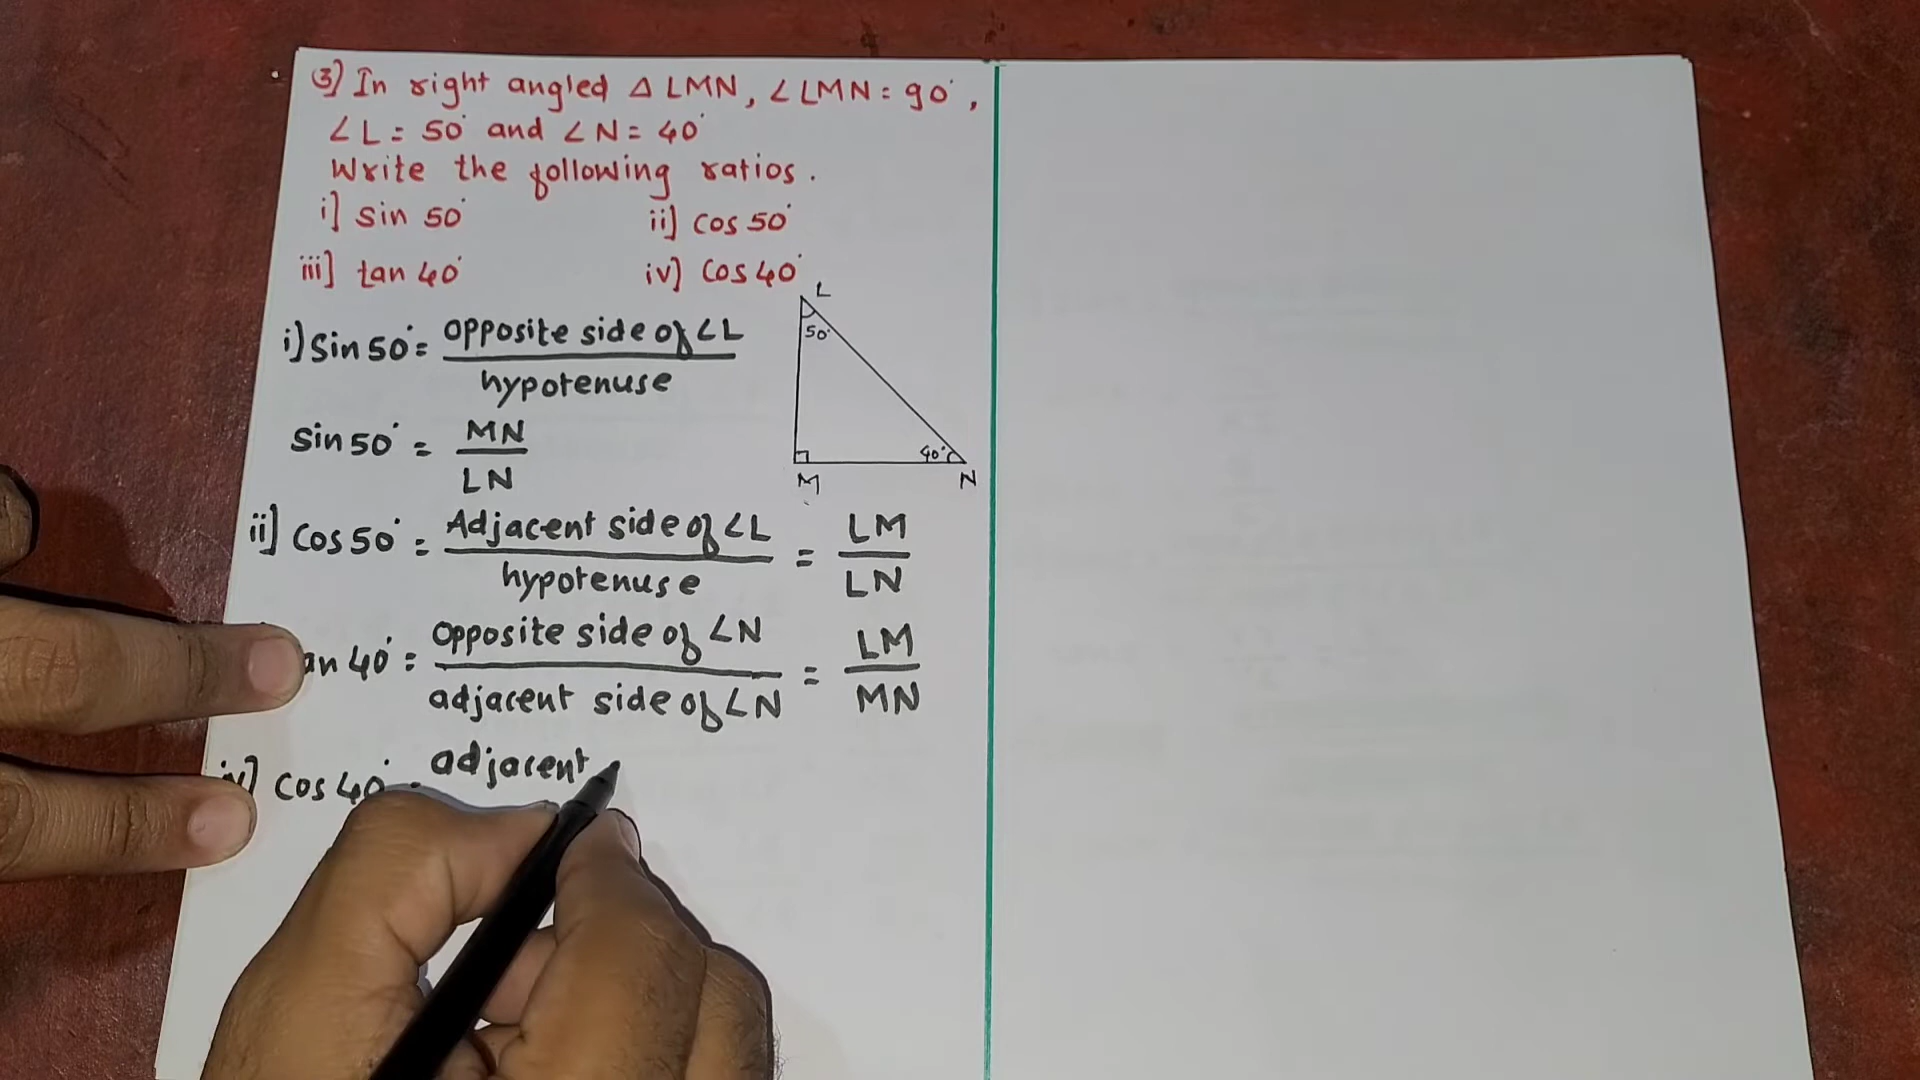 3) In right angled △ LMN, ∠LMN = 90°,
∠L = 50° and ∠N = 40°
Write the following ratios.
i] sin 50° ii] cos 50°
iii] tan 40° iv] cos 40°
i) sin 50° = opposite side of ∠L / hypotenuse
sin 50° = MN / LN
ii] cos 50° = Adjacent side of ∠L / hypotenuse = LM / LN
an 40° = opposite side of ∠N / adjacent side of ∠N = LM / MN
iv] cos 40° = adjacent
L
50°
40°
M N